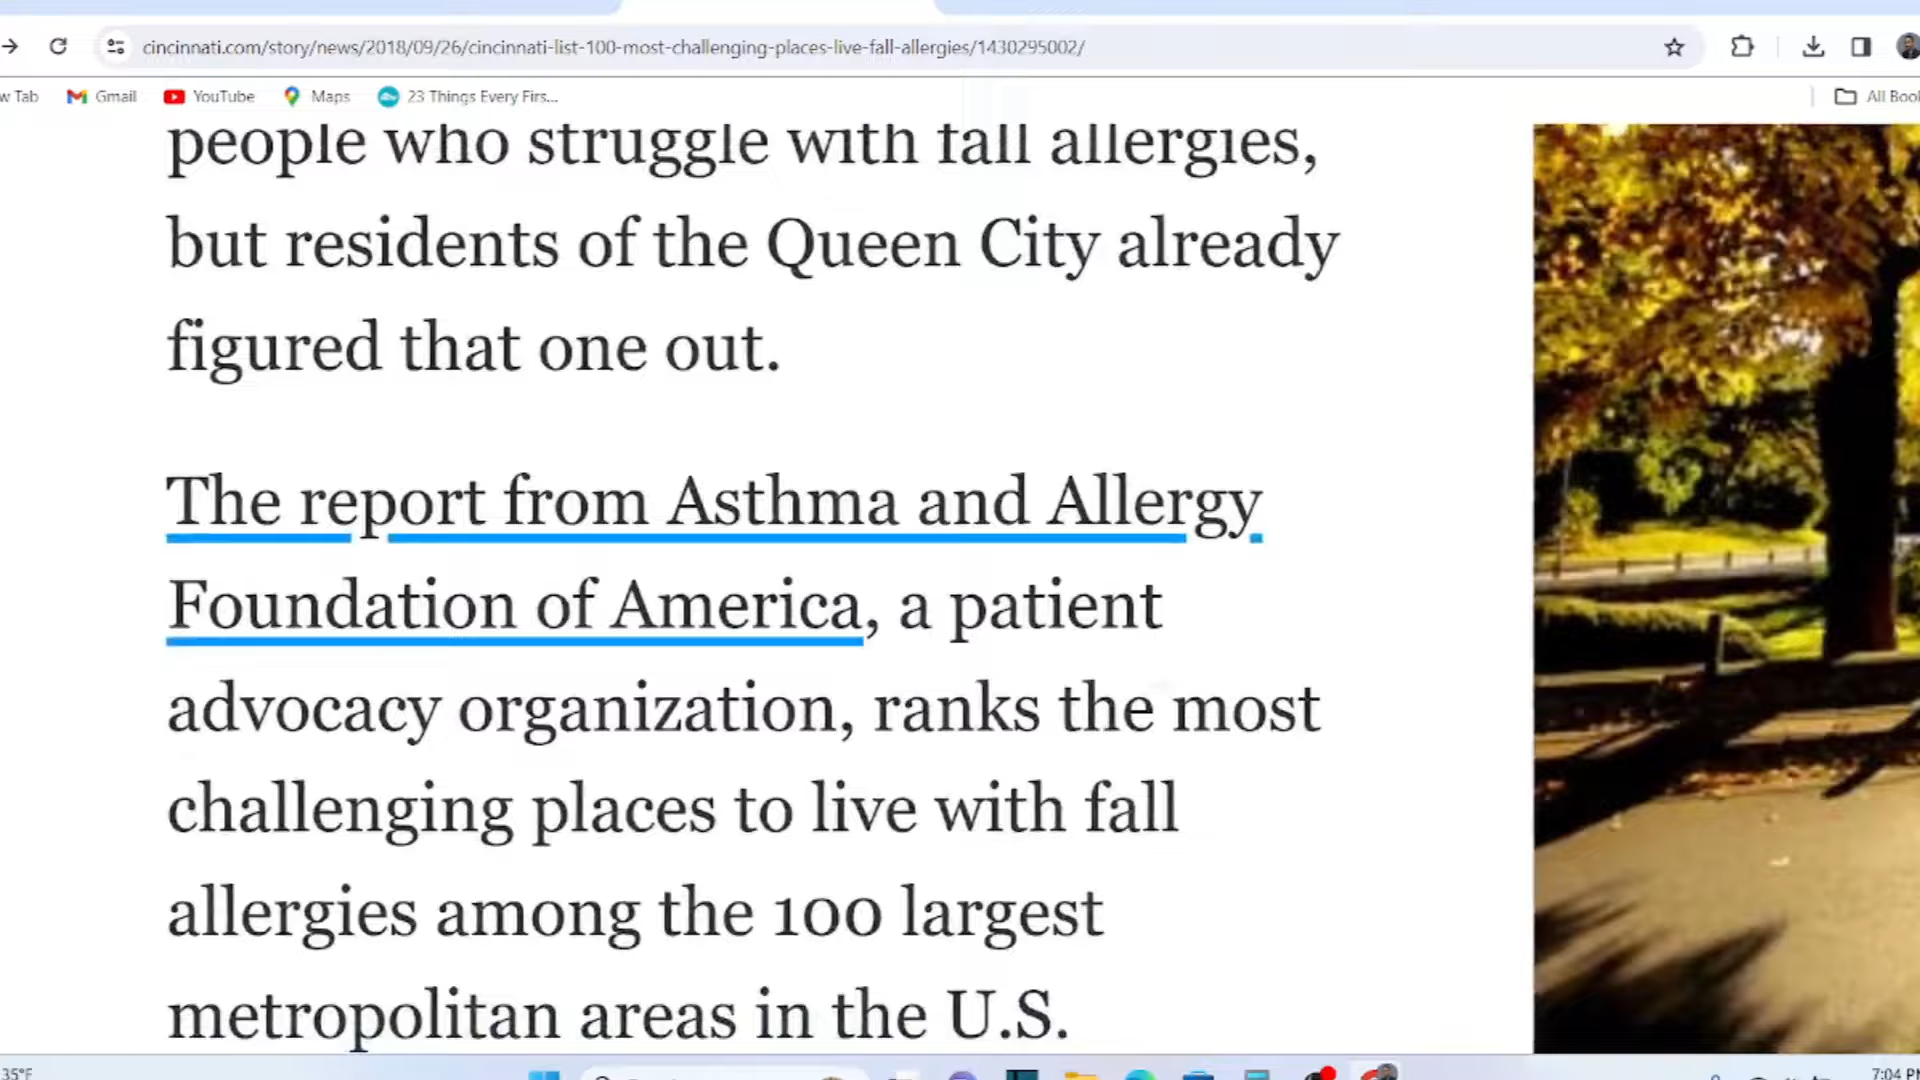 cincinnati.com/story/news/2018/09/26/cincinnati-list-100-most-challenging-places-live-fall-allergies/1430295002/
w Tab Gmail YouTube Maps 23 Things Every Firs... All Boo
people who struggle with fall allergies,
but residents of the Queen City already
figured that one out.
The report from Asthma and Allergy
Foundation of America, a patient
advocacy organization, ranks the most
challenging places to live with fall
allergies among the 100 largest
metropolitan areas in the U.S.
35°F
7:04 P